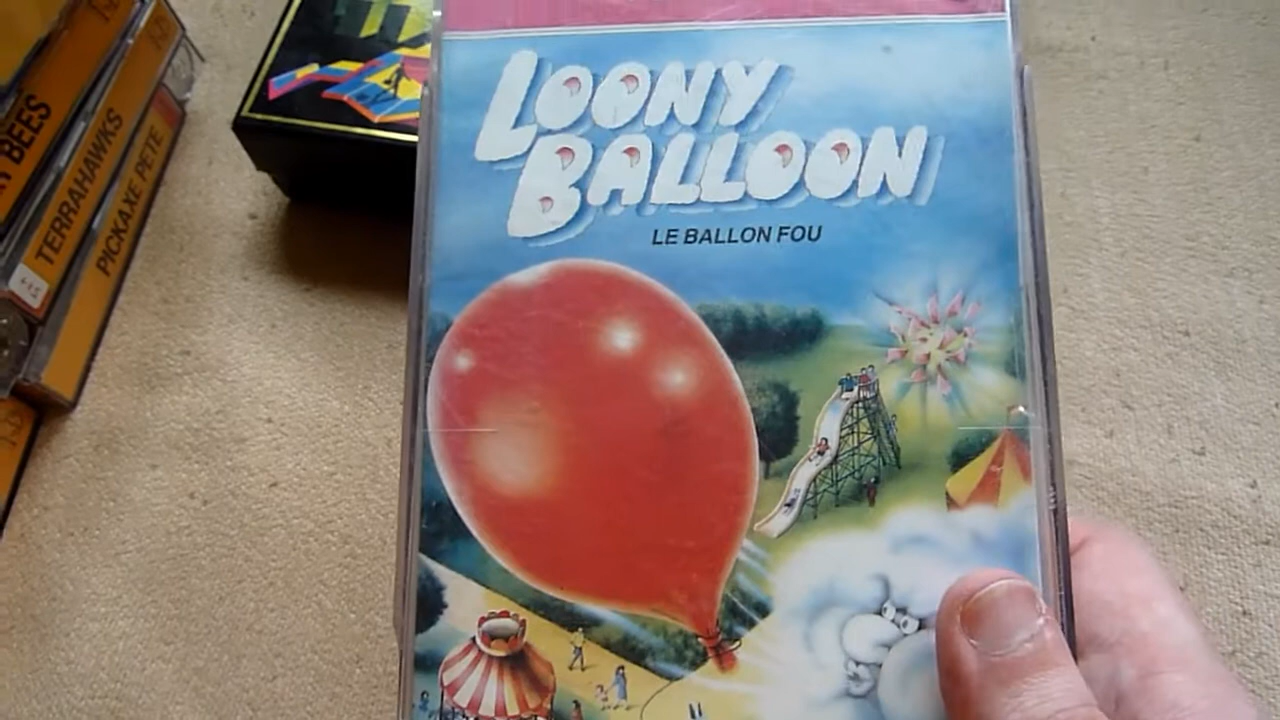 LOONY
BALLOON
LE BALLON FOU
BEES
TERRAHAWKS
PICKAXE PETE